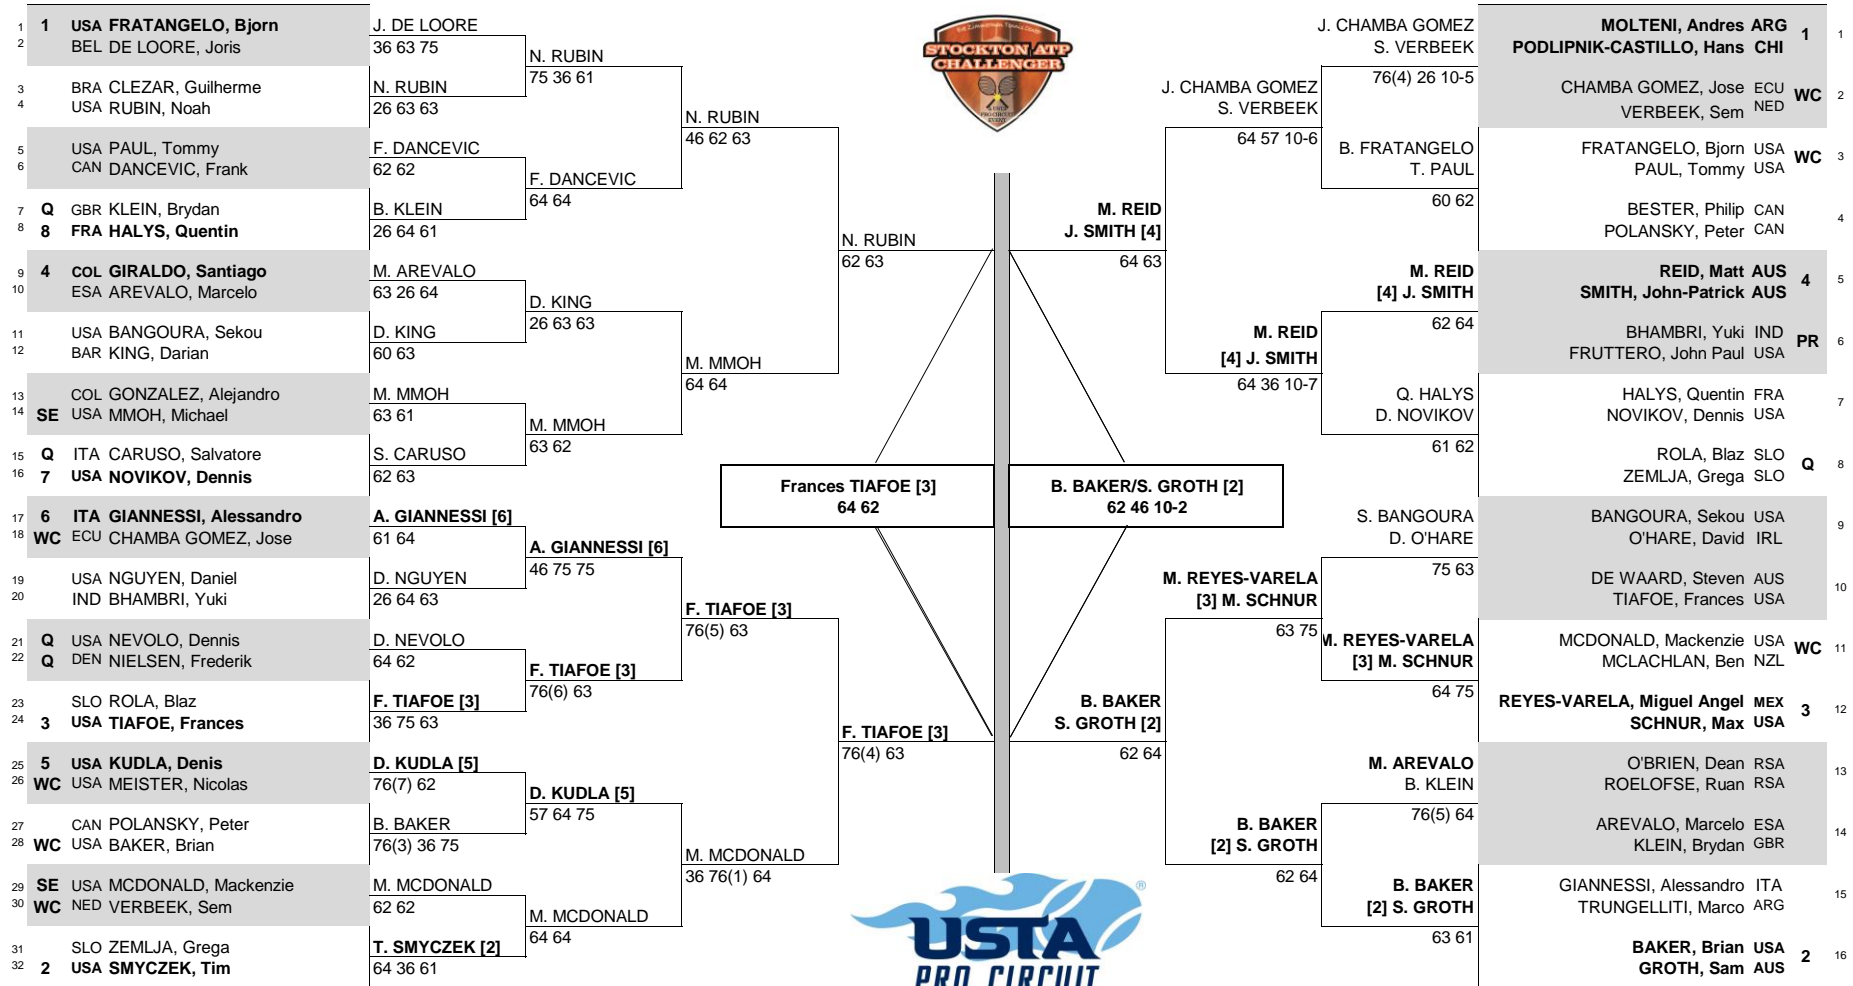 1 1 USA FRATANGELO, Bjorn
2 BEL DE LOORE, Joris
3 BRA CLEZAR, Guilherme
4 USA RUBIN, Noah
5 USA PAUL, Tommy
6 CAN DANCEVIC, Frank
7 Q GBR KLEIN, Brydan
8 8 FRA HALYS, Quentin
9 4 COL GIRALDO, Santiago
10 ESA AREVALO, Marcelo
11 USA BANGOURA, Sekou
12 BAR KING, Darian
13 COL GONZALEZ, Alejandro
14 SE USA MMOH, Michael
15 Q ITA CARUSO, Salvatore
16 7 USA NOVIKOV, Dennis
17 6 ITA GIANNESSI, Alessandro
18 WC ECU CHAMBA GOMEZ, Jose
19 USA NGUYEN, Daniel
20 IND BHAMBRI, Yuki
21 Q USA NEVOLO, Dennis
22 Q DEN NIELSEN, Frederik
23 SLO ROLA, Blaz
24 3 USA TIAFOE, Frances
25 5 USA KUDLA, Denis
26 WC USA MEISTER, Nicolas
27 CAN POLANSKY, Peter
28 WC USA BAKER, Brian
29 SE USA MCDONALD, Mackenzie
30 WC NED VERBEEK, Sem
31 SLO ZEMLJA, Grega
32 2 USA SMYCZEK, Tim
J. DE LOORE
36 63 75
N. RUBIN
26 63 63
F. DANCEVIC
62 62
B. KLEIN
26 64 61
M. AREVALO
63 26 64
D. KING
60 63
M. MMOH
63 61
S. CARUSO
62 63
A. GIANNESSI [6]
61 64
D. NGUYEN
26 64 63
D. NEVOLO
64 62
F. TIAFOE [3]
36 75 63
D. KUDLA [5]
76(7) 62
B. BAKER
76(3) 36 75
M. MCDONALD
62 62
T. SMYCZEK [2]
64 36 61
N. RUBIN
75 36 61
F. DANCEVIC
64 64
D. KING
26 63 63
M. MMOH
63 62
A. GIANNESSI [6]
46 75 75
F. TIAFOE [3]
76(6) 63
D. KUDLA [5]
57 64 75
M. MCDONALD
64 64
N. RUBIN
46 62 63
M. MMOH
64 64
F. TIAFOE [3]
76(5) 63
M. MCDONALD
36 76(1) 64
N. RUBIN
62 63
F. TIAFOE [3]
76(4) 63
Frances TIAFOE [3]
64 62
STOCKTON ATP
CHALLENGER
USTA
PRO CIRCUIT
®
B. BAKER/S. GROTH [2]
62 46 10-2
M. REID
J. SMITH [4]
64 63
B. BAKER
S. GROTH [2]
62 64
J. CHAMBA GOMEZ
S. VERBEEK
64 57 10-6
M. REID
[4] J. SMITH
64 36 10-7
M. REYES-VARELA
[3] M. SCHNUR
63 75
B. BAKER
[2] S. GROTH
62 64
J. CHAMBA GOMEZ
S. VERBEEK
76(4) 26 10-5
B. FRATANGELO
T. PAUL
60 62
M. REID
[4] J. SMITH
62 64
Q. HALYS
D. NOVIKOV
61 62
S. BANGOURA
D. O'HARE
75 63
M. REYES-VARELA
[3] M. SCHNUR
64 75
M. AREVALO
B. KLEIN
76(5) 64
B. BAKER
[2] S. GROTH
63 61
MOLTENI, Andres ARG 1 1
PODLIPNIK-CASTILLO, Hans CHI
CHAMBA GOMEZ, Jose ECU WC 2
VERBEEK, Sem NED
FRATANGELO, Bjorn USA WC 3
PAUL, Tommy USA
BESTER, Philip CAN 4
POLANSKY, Peter CAN
REID, Matt AUS 4 5
SMITH, John-Patrick AUS
BHAMBRI, Yuki IND PR 6
FRUTTERO, John Paul USA
HALYS, Quentin FRA 7
NOVIKOV, Dennis USA
ROLA, Blaz SLO Q 8
ZEMLJA, Grega SLO
BANGOURA, Sekou USA 9
O'HARE, David IRL
DE WAARD, Steven AUS 10
TIAFOE, Frances USA
MCDONALD, Mackenzie USA WC 11
MCLACHLAN, Ben NZL
REYES-VARELA, Miguel Angel MEX 3 12
SCHNUR, Max USA
O'BRIEN, Dean RSA 13
ROELOFSE, Ruan RSA
AREVALO, Marcelo ESA 14
KLEIN, Brydan GBR
GIANNESSI, Alessandro ITA 15
TRUNGELLITI, Marco ARG
BAKER, Brian USA 2 16
GROTH, Sam AUS